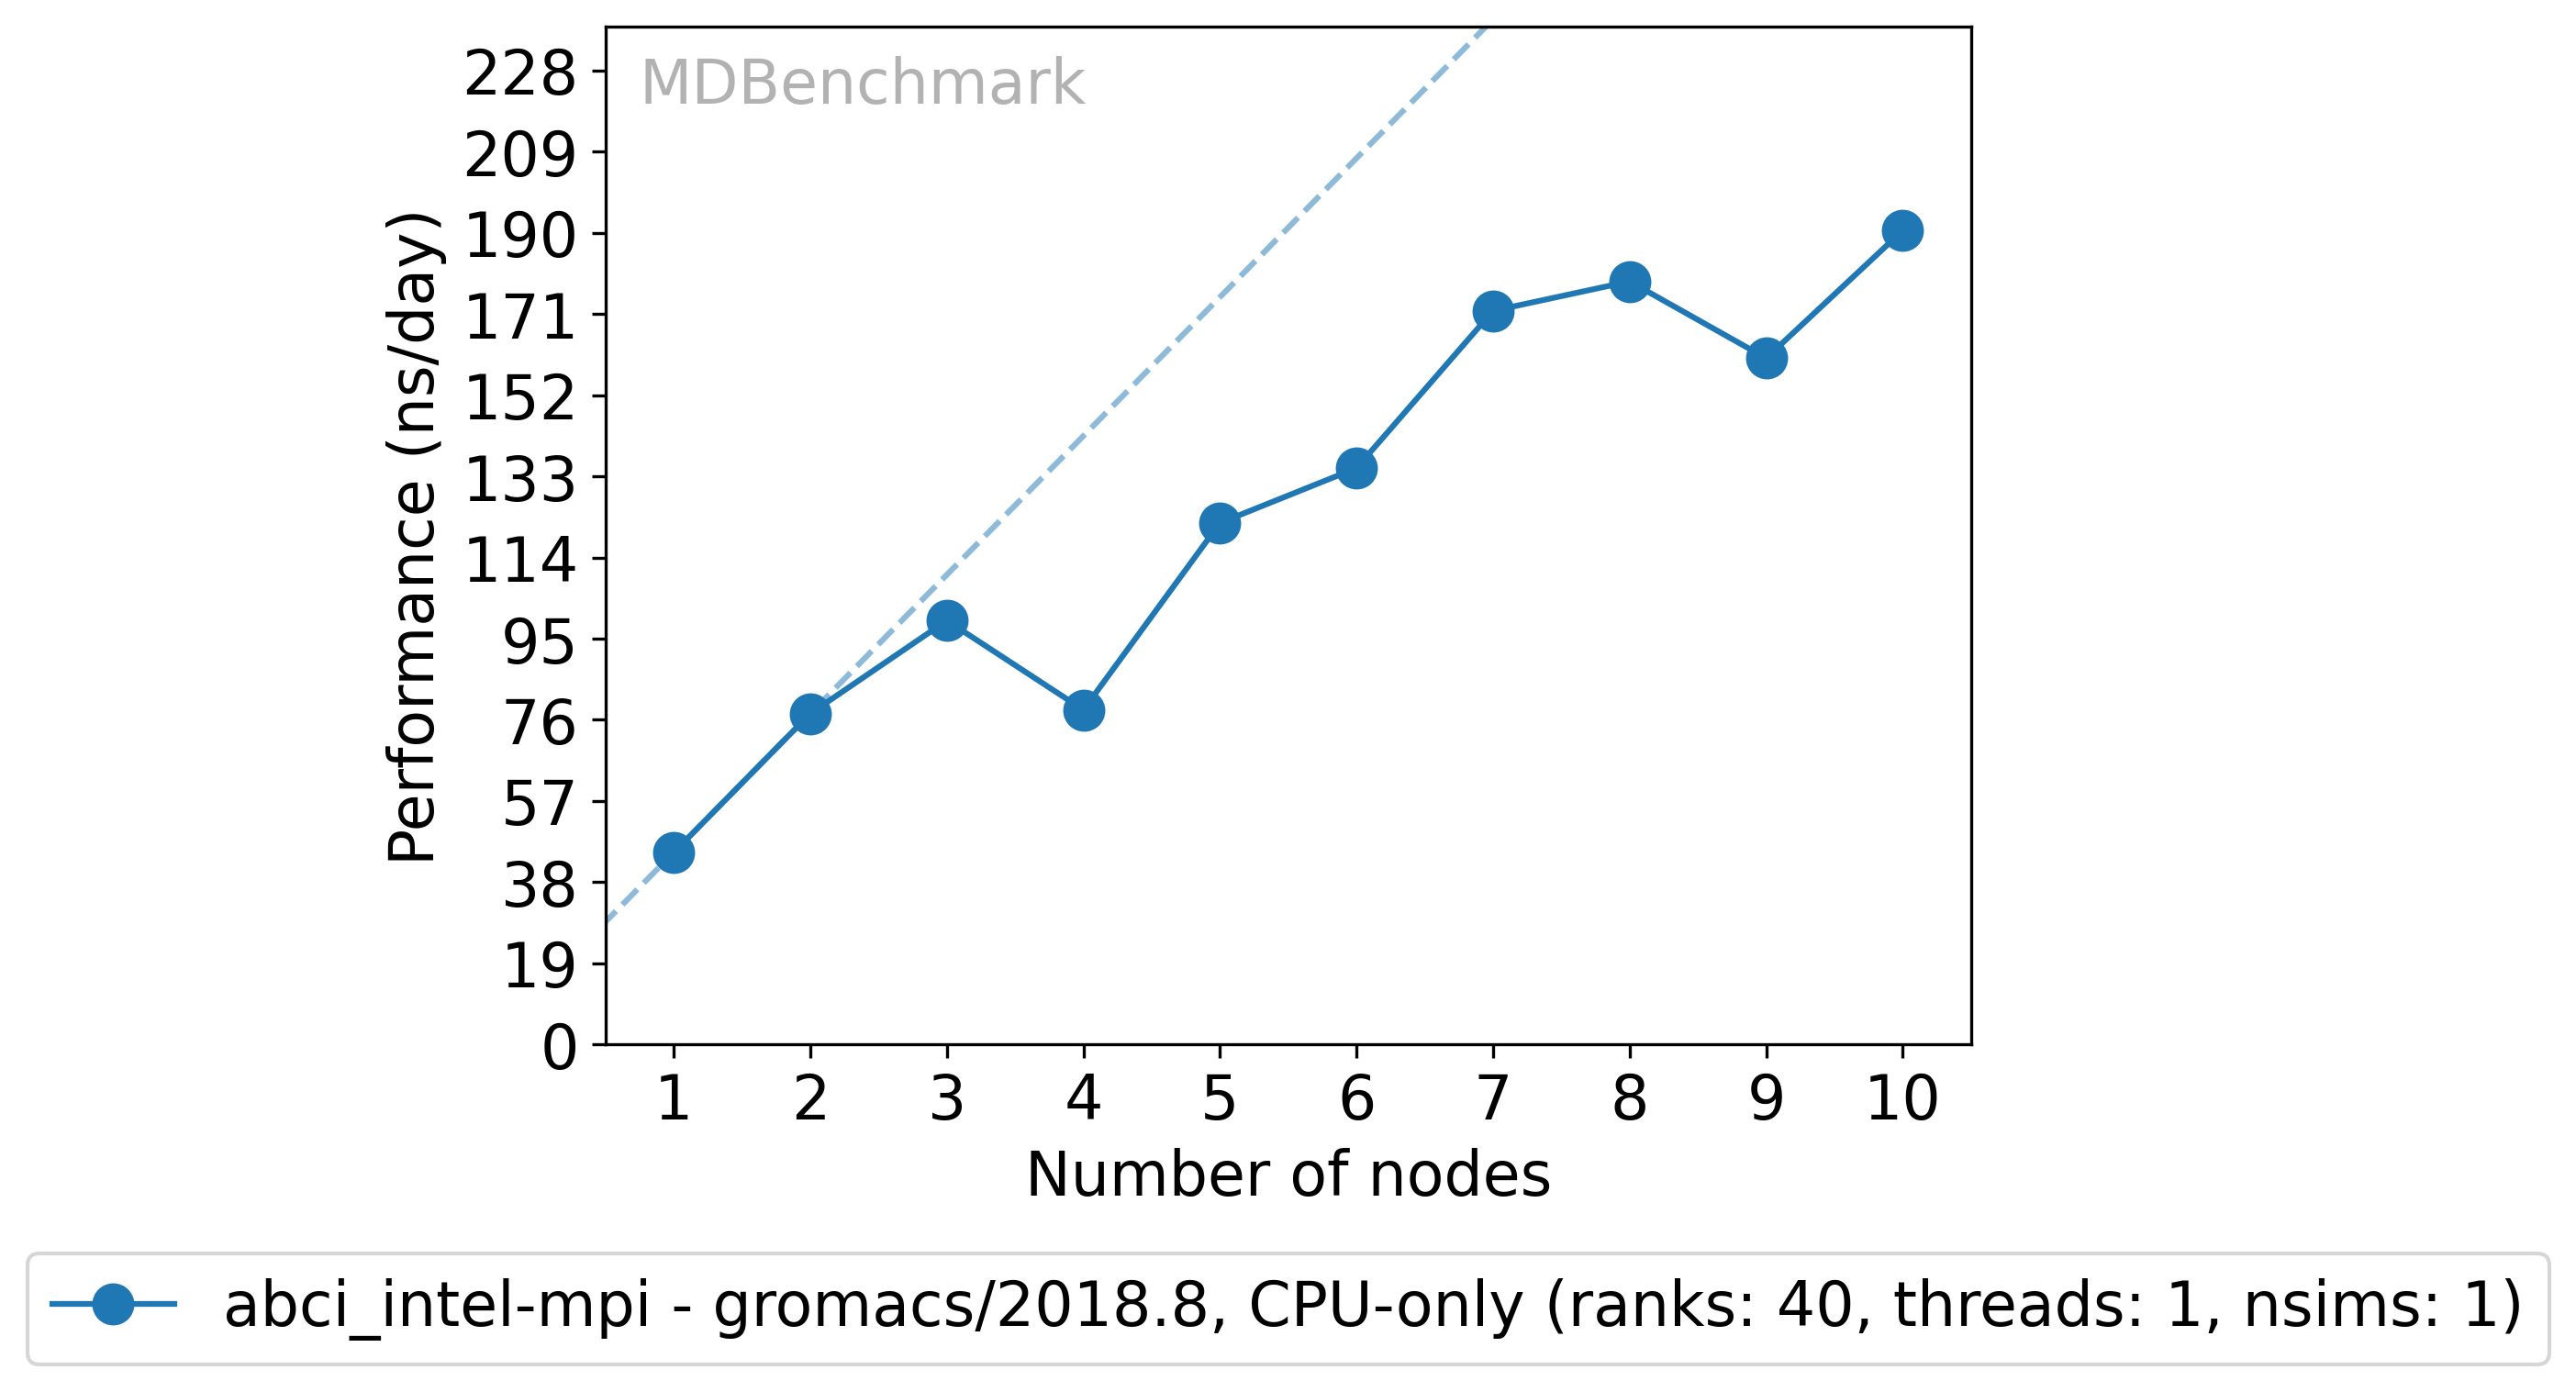 MDBenchmark
Performance (ns/day)
228
209
190
171
152
133
114
95
76
57
38
19
0
1 2 3 4 5 6 7 8 9 10
Number of nodes
abci_intel-mpi - gromacs/2018.8, CPU-only (ranks: 40, threads: 1, nsims: 1)